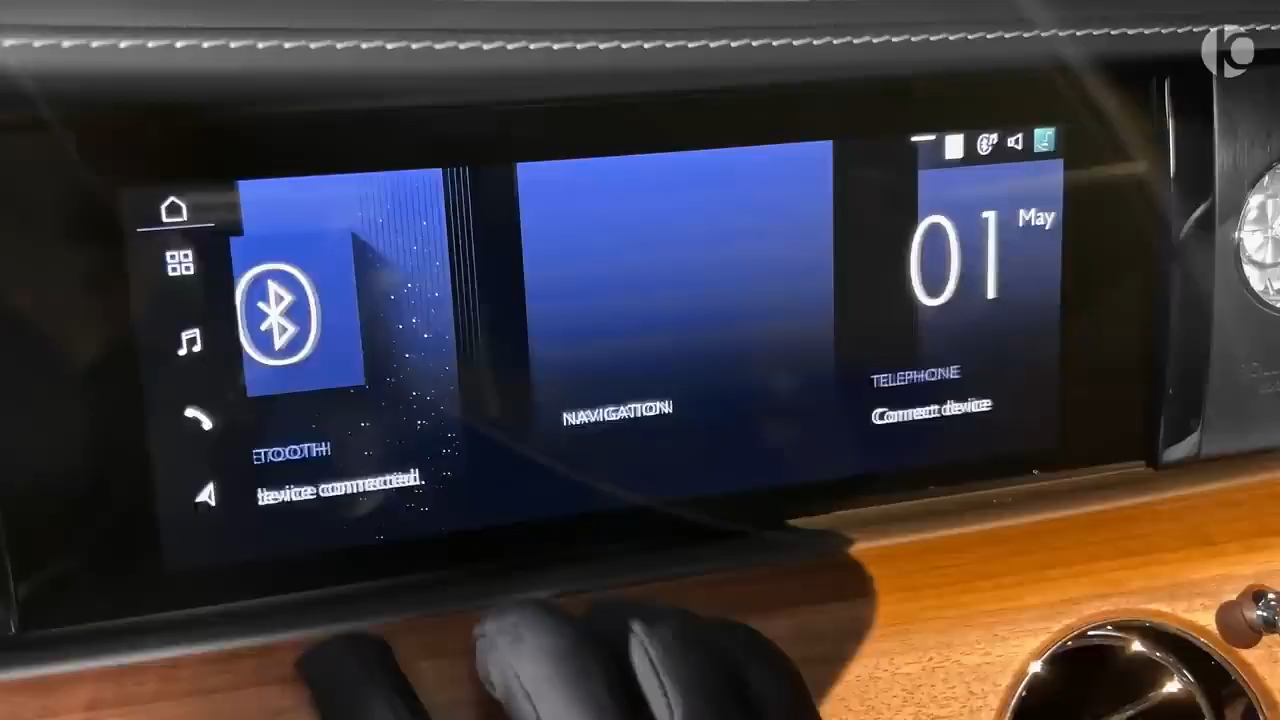 ETOOTH
device connected.
NAVIGATION
01
May
TELEPHONE
Connect device